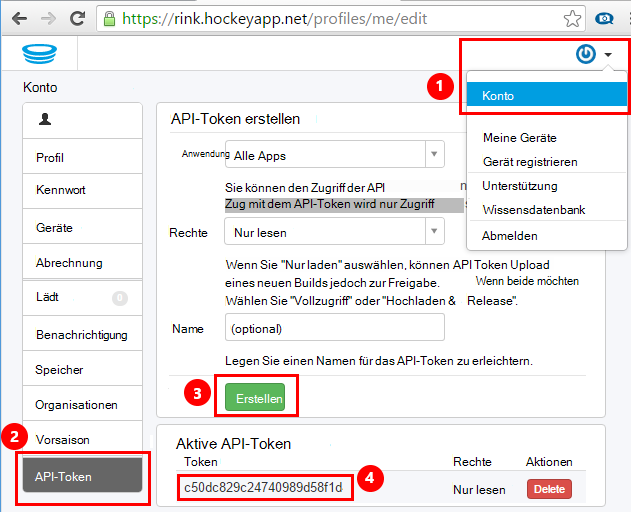 https://rink.hockeyapp.net/profiles/me/edit
1
Konto
Konto
Meine Geräte
Gerät registrieren
Unterstützung
Wissensdatenbank
Abmelden
Profil
Kennwort
Geräte
Abrechnung
Lädt 0
Benachrichtigung
Speicher
Organisationen
Vorsaison
2
API-Token
API-Token erstellen
Anwendung Alle Apps
Sie können den Zugriff der API
Zug mit dem API-Token wird nur Zugriff
Rechte Nur lesen
Wenn Sie "Nur laden" auswählen, können API Token Upload
eines neuen Builds jedoch zur Freigabe. Wenn beide möchten
Wählen Sie "Vollzugriff" oder "Hochladen & Release".
Name (optional)
Legen Sie einen Namen für das API-Token zu erleichtern.
3
Erstellen
Aktive API-Token
Token Rechte Aktionen
c50dc829c24740989d58f1d 4 Nur lesen Delete